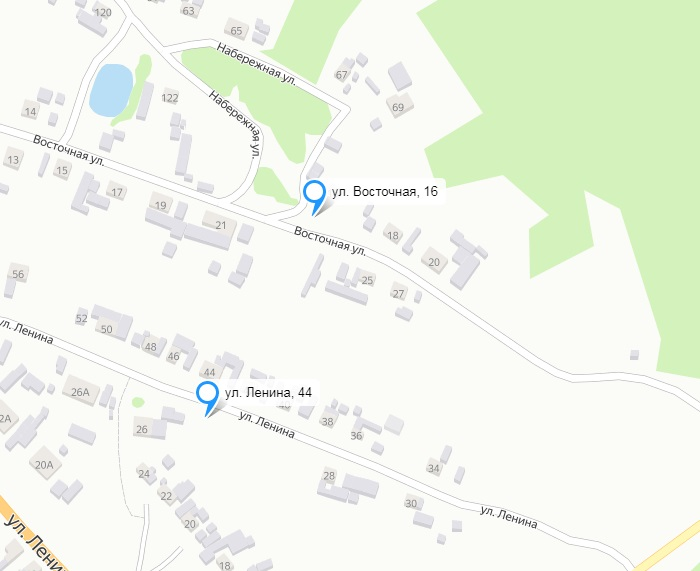 120
63
65
Набережная ул.
67
122
69
Набережная ул.
14
Восточная ул.
13
15
17
ул. Восточная, 16
19
21
18
Восточная ул.
20
56
25
27
52
50
ул. Ленина
48
46
44
26А
ул. Ленина, 44
38
ул. Ленина
36
26
2А
20А
24
34
28
22
30
ул. Ленина
20
ул. Лени
18